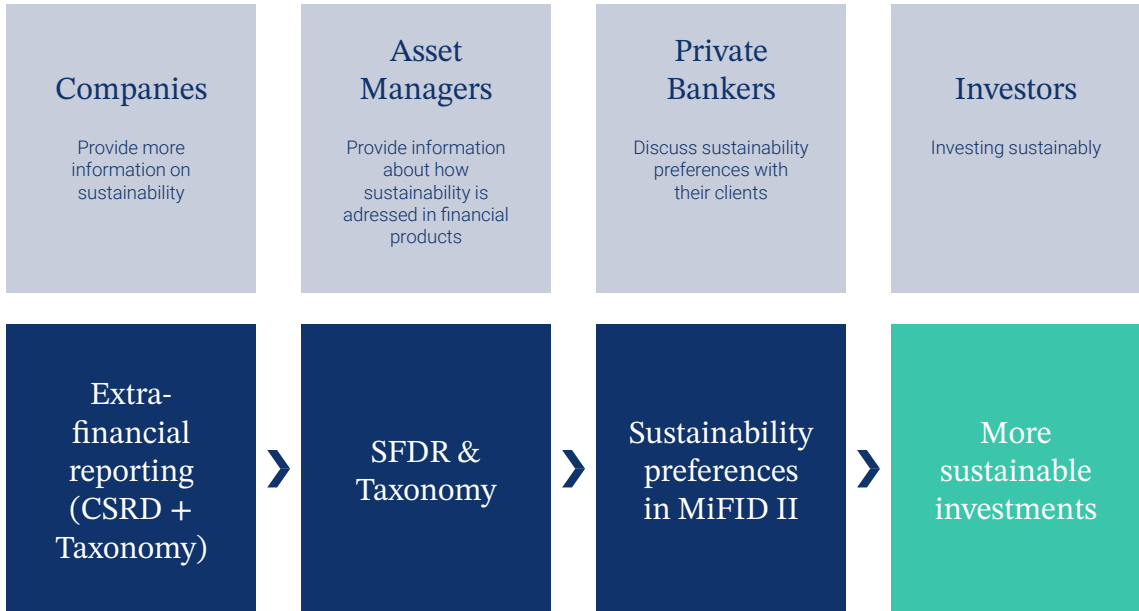 Companies
Provide more
information on
sustainability
Asset
Managers
Provide information
about how
sustainability is
adressed in financial
products
Private
Bankers
Discuss sustainability
preferences with
their clients
Investors
Investing sustainably
Extra-
financial
reporting
(CSRD +
Taxonomy)
SFDR &
Taxonomy
Sustainability
preferences
in MiFID II
More
sustainable
investments